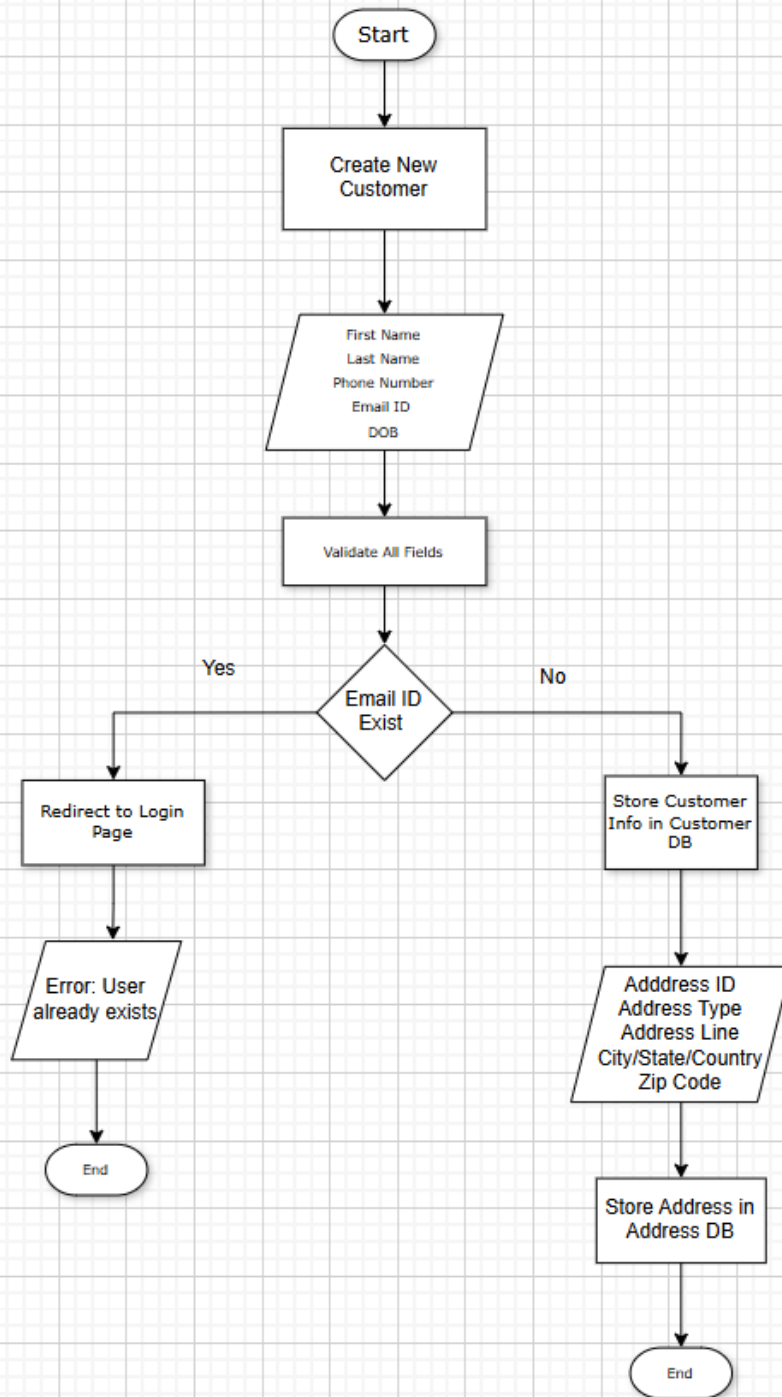 Start
Create New
Customer
First Name
Last Name
Phone Number
Email ID
DOB
Validate All Fields
Yes
Email ID
Exist
No
Redirect to Login
Page
Error: User
already exists
End
Store Customer
Info in Customer
DB
Adddress ID
Address Type
Address Line
City/State/Country
Zip Code
Store Address in
Address DB
End